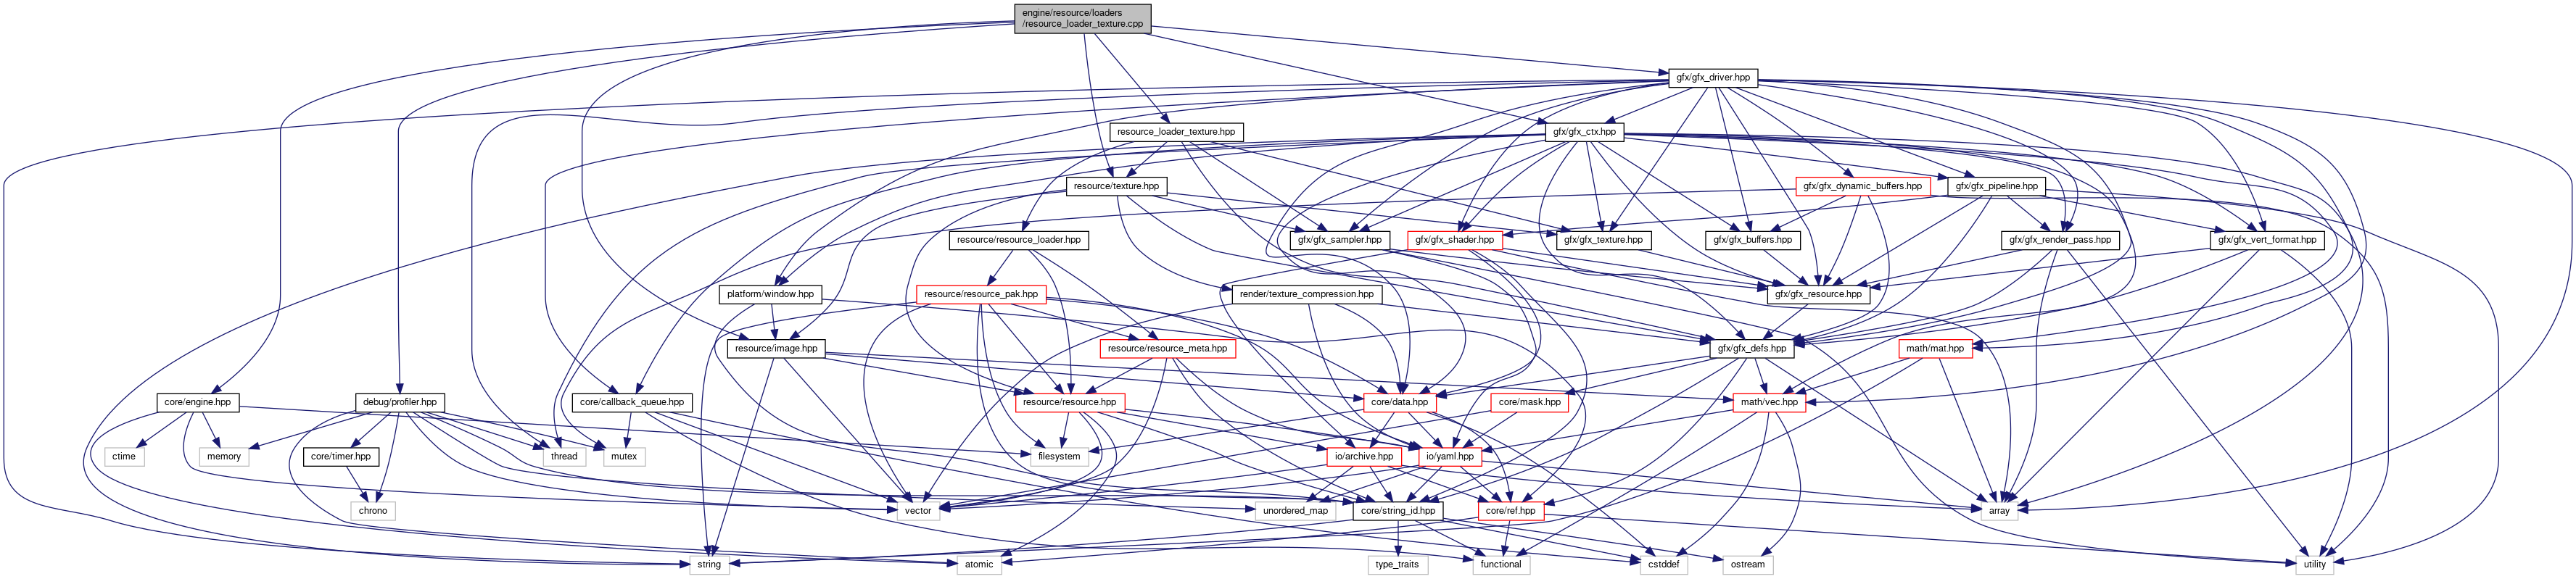 engine/resource/loaders
/resource_loader_texture.cpp
gfx/gfx_driver.hpp
resource_loader_texture.hpp
gfx/gfx_ctx.hpp
resource/texture.hpp
gfx/gfx_dynamic_buffers.hpp
gfx/gfx_pipeline.hpp
resource/resource_loader.hpp
gfx/gfx_sampler.hpp
gfx/gfx_shader.hpp
gfx/gfx_texture.hpp
gfx/gfx_buffers.hpp
gfx/gfx_render_pass.hpp
gfx/gfx_vert_format.hpp
platform/window.hpp
resource/resource_pak.hpp
render/texture_compression.hpp
gfx/gfx_resource.hpp
resource/image.hpp
resource/resource_meta.hpp
gfx/gfx_defs.hpp
math/mat.hpp
core/engine.hpp
debug/profiler.hpp
core/callback_queue.hpp
resource/resource.hpp
core/data.hpp
core/mask.hpp
math/vec.hpp
ctime
memory
core/timer.hpp
thread
mutex
filesystem
io/archive.hpp
io/yaml.hpp
chrono
vector
unordered_map
core/string_id.hpp
core/ref.hpp
array
string
atomic
type_traits
functional
cstddef
ostream
utility